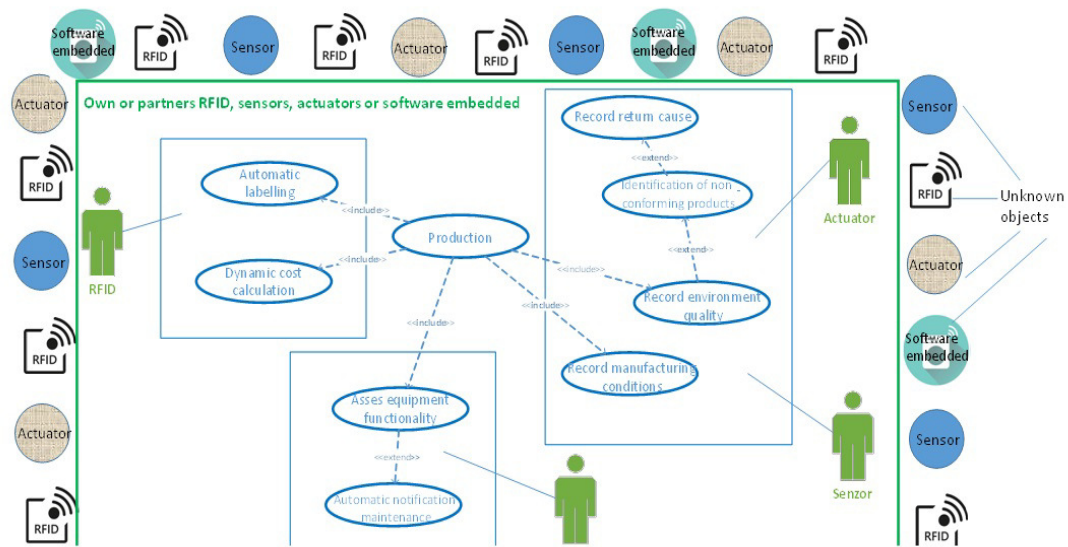 Software
embedded
RFID
Sensor
RFID
Actuator
RFID
Sensor
Software
embedded
Actuator
RFID
Actuator
RFID
Sensor
RFID
Actuator
RFID
Own or partners RFID, sensors, actuators or software embedded
Record return cause
<<extend>>
Identification of non -
conforming products
<<extend>>
Automatic
labelling
<<include>>
Production
<<include>>
Dynamic cost
calculation
<<include>>
Record environment
quality
<<include>>
<<include>>
Record manufacturing
conditions
Asses equipment
functionality
<<extend>>
Automatic notification
maintenance
RFID
Actuator
Senzor
Sensor
RFID
Unknown
objects
Actuator
Software
embedded
Sensor
RFID